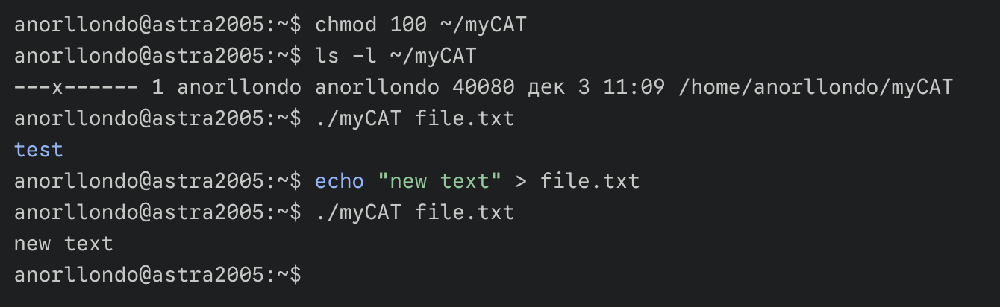 anorllondo@astra2005:~$ chmod 100 ~/myCAT
anorllondo@astra2005:~$ ls -l ~/myCAT
---x------ 1 anorllondo anorllondo 40080 дек 3 11:09 /home/anorllondo/myCAT
anorllondo@astra2005:~$ ./myCAT file.txt
test
anorllondo@astra2005:~$ echo "new text" > file.txt
anorllondo@astra2005:~$ ./myCAT file.txt
new text
anorllondo@astra2005:~$